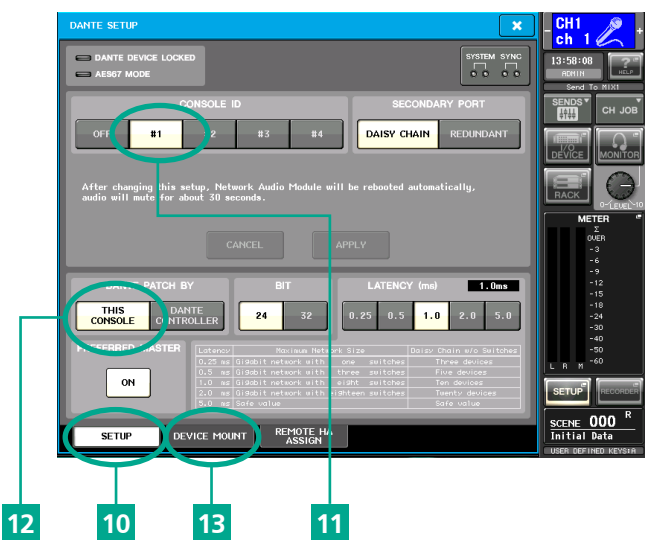 DANTE SETUP
DANTE DEVICE LOCKED
AES67 MODE
SYSTEM SYNC
CONSOLE ID
OFF #1 2 #3 #4
SECONDARY PORT
DAISY CHAIN REDUNDANT
After changing this setup, Network Audio Module will be rebooted automatically,
audio will mute for about 30 seconds.
CANCEL APPLY
DANTE PATCH BY
THIS CONSOLE
DANTE CONTROLLER
BIT
24 32
LATENCY (ms) 1.0ms
0.25 0.5 1.0 2.0 5.0
PREFERRED MASTER
ON
Latency Maximum Network Size Daisy Chain w/o Switches
0.25 ms Gigabit network with one switches Three devices
0.5 ms Gigabit network with three switches Five devices
1.0 ms Gigabit network with eight switches Ten devices
2.0 ms Gigabit network with eighteen switches Twenty devices
5.0 ms Safe value Safe value
SETUP DEVICE MOUNT REMOTE HA ASSIGN
CH1
ch 1
- +
13:58:08
ADMIN
?
HELP
Send To MIX1
SENDS
CH JOB
I/O DEVICE
MONITOR
RACK
0 LEVEL 10
METER
Σ
OVER
-3
-6
-9
-12
-15
-18
-24
-30
-40
-50
-60
L R M
SETUP RECORDER
SCENE 000 R
Initial Data
USER DEFINED KEYS:A
12 10 13 11